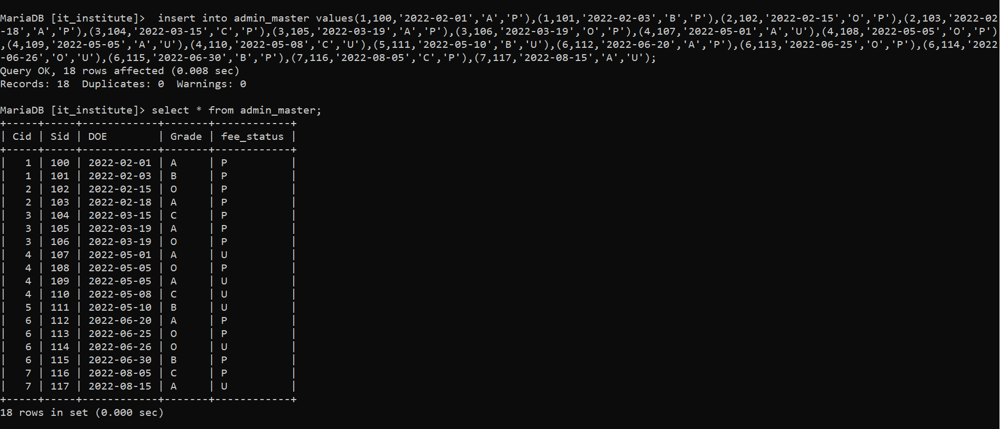 MariaDB [it_institute]>  insert into admin_master values(1,100,'2022-02-01','A','P'),(1,101,'2022-02-03','B','P'),(2,102,'2022-02-15','O','P'),(2,103,'2022-02
-18','A','P'),(3,104,'2022-03-15','C','P'),(3,105,'2022-03-19','A','P'),(3,106,'2022-03-19','O','P'),(4,107,'2022-05-01','A','U'),(4,108,'2022-05-05','O','P')
,(4,109,'2022-05-05','A','U'),(4,110,'2022-05-08','C','U'),(5,111,'2022-05-10','B','U'),(6,112,'2022-06-20','A','P'),(6,113,'2022-06-25','O','P'),(6,114,'2022
-06-26','O','U'),(6,115,'2022-06-30','B','P'),(7,116,'2022-08-05','C','P'),(7,117,'2022-08-15','A','U');
Query OK, 18 rows affected (0.008 sec)
Records: 18  Duplicates: 0  Warnings: 0

MariaDB [it_institute]> select * from admin_master;
+-----+-----+------------+-------+------------+
| Cid | Sid | DOE        | Grade | fee_status |
+-----+-----+------------+-------+------------+
|   1 | 100 | 2022-02-01 | A     | P          |
|   1 | 101 | 2022-02-03 | B     | P          |
|   2 | 102 | 2022-02-15 | O     | P          |
|   2 | 103 | 2022-02-18 | A     | P          |
|   3 | 104 | 2022-03-15 | C     | P          |
|   3 | 105 | 2022-03-19 | A     | P          |
|   3 | 106 | 2022-03-19 | O     | P          |
|   4 | 107 | 2022-05-01 | A     | U          |
|   4 | 108 | 2022-05-05 | O     | P          |
|   4 | 109 | 2022-05-05 | A     | U          |
|   4 | 110 | 2022-05-08 | C     | U          |
|   5 | 111 | 2022-05-10 | B     | U          |
|   6 | 112 | 2022-06-20 | A     | P          |
|   6 | 113 | 2022-06-25 | O     | P          |
|   6 | 114 | 2022-06-26 | O     | U          |
|   6 | 115 | 2022-06-30 | B     | P          |
|   7 | 116 | 2022-08-05 | C     | P          |
|   7 | 117 | 2022-08-15 | A     | U          |
+-----+-----+------------+-------+------------+
18 rows in set (0.000 sec)